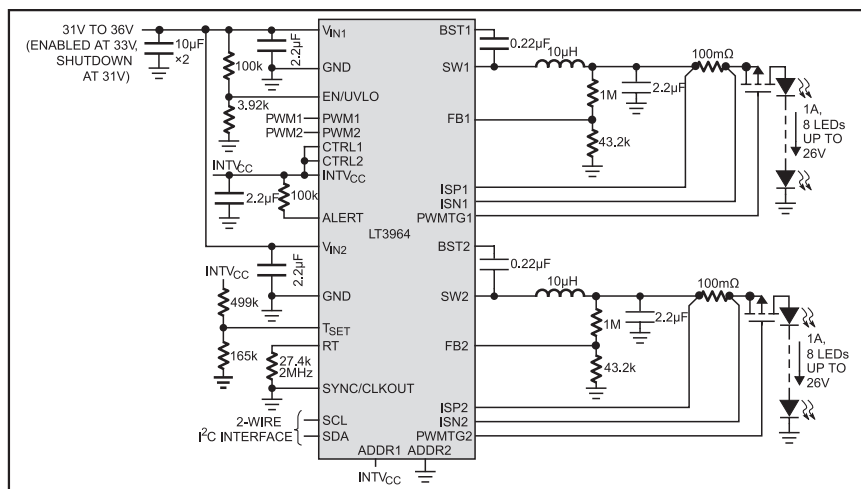 31V TO 36V
(ENABLED AT 33V,
SHUTDOWN
AT 31V)
10µF
×2
100k
2.2µF
3.92k
VIN1
GND
EN/UVLO
PWM1 PWM1
PWM2 PWM2
CTRL1
CTRL2
INTVCC INTVCC
2.2µF
100k
ALERT
LT3964
VIN2
2.2µF
GND
INTVCC
499k
TSET
165k
RT
27.4k
2MHz
SYNC/CLKOUT
2-WIRE
I2C INTERFACE
SCL
SDA
ADDR1 ADDR2
INTVCC
BST1
0.22µF
SW1
10µH
100mΩ
1M
2.2µF
FB1
43.2k
ISP1
ISN1
PWMTG1
1A,
8 LEDs
UP TO
26V
BST2
0.22µF
SW2
10µH
100mΩ
1M
2.2µF
FB2
43.2k
ISP2
ISN2
PWMTG2
1A,
8 LEDs
UP TO
26V